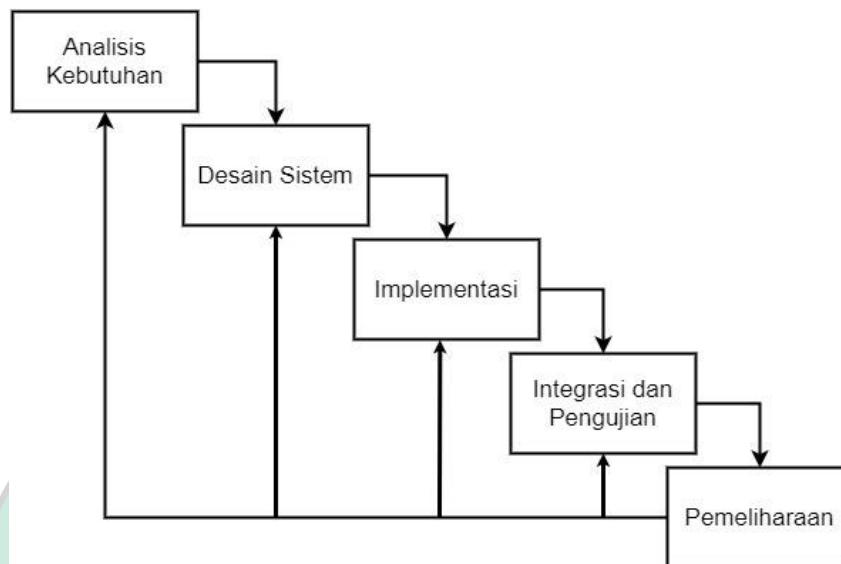 Analisis
Kebutuhan
Desain Sistem
Implementasi
Integrasi dan
Pengujian
Pemeliharaan